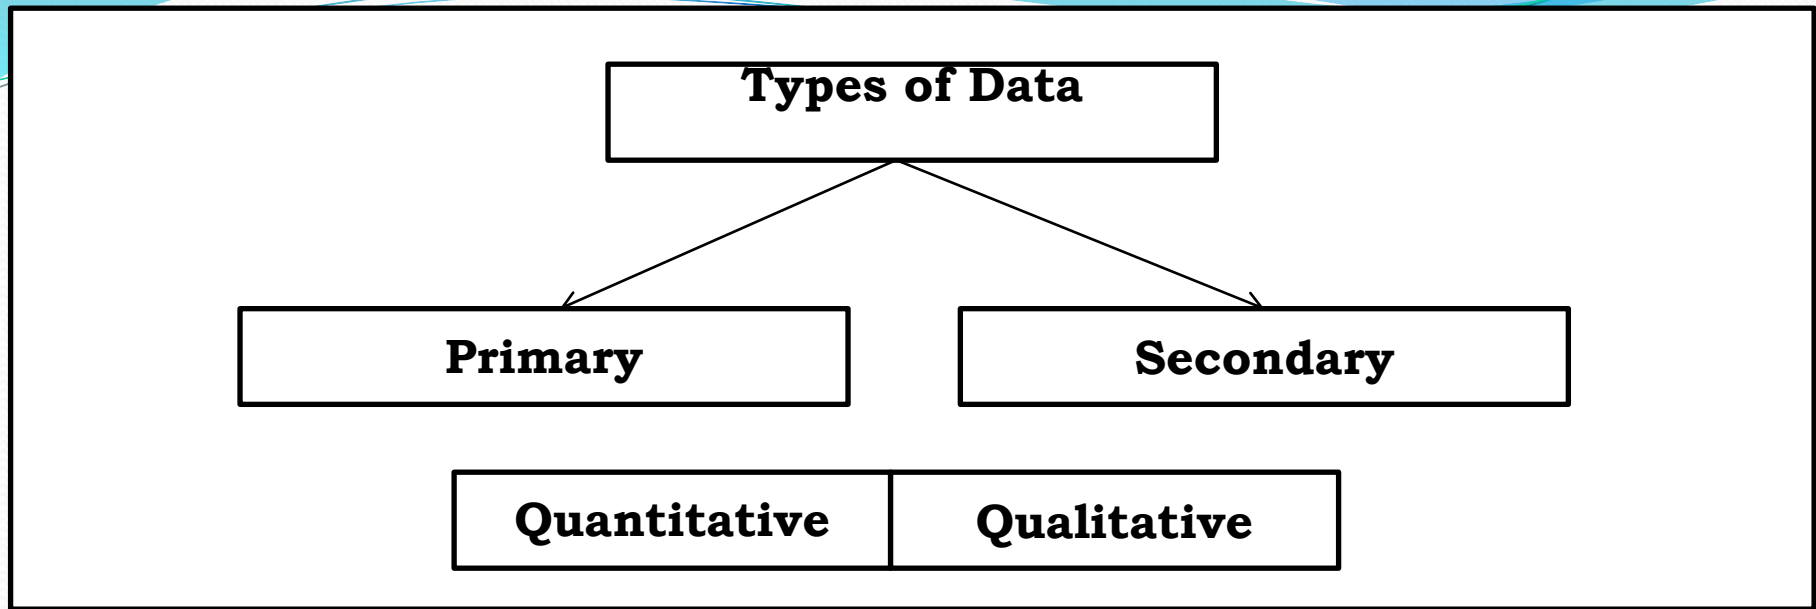 Types of Data
Primary
Secondary
Quantitative
Qualitative